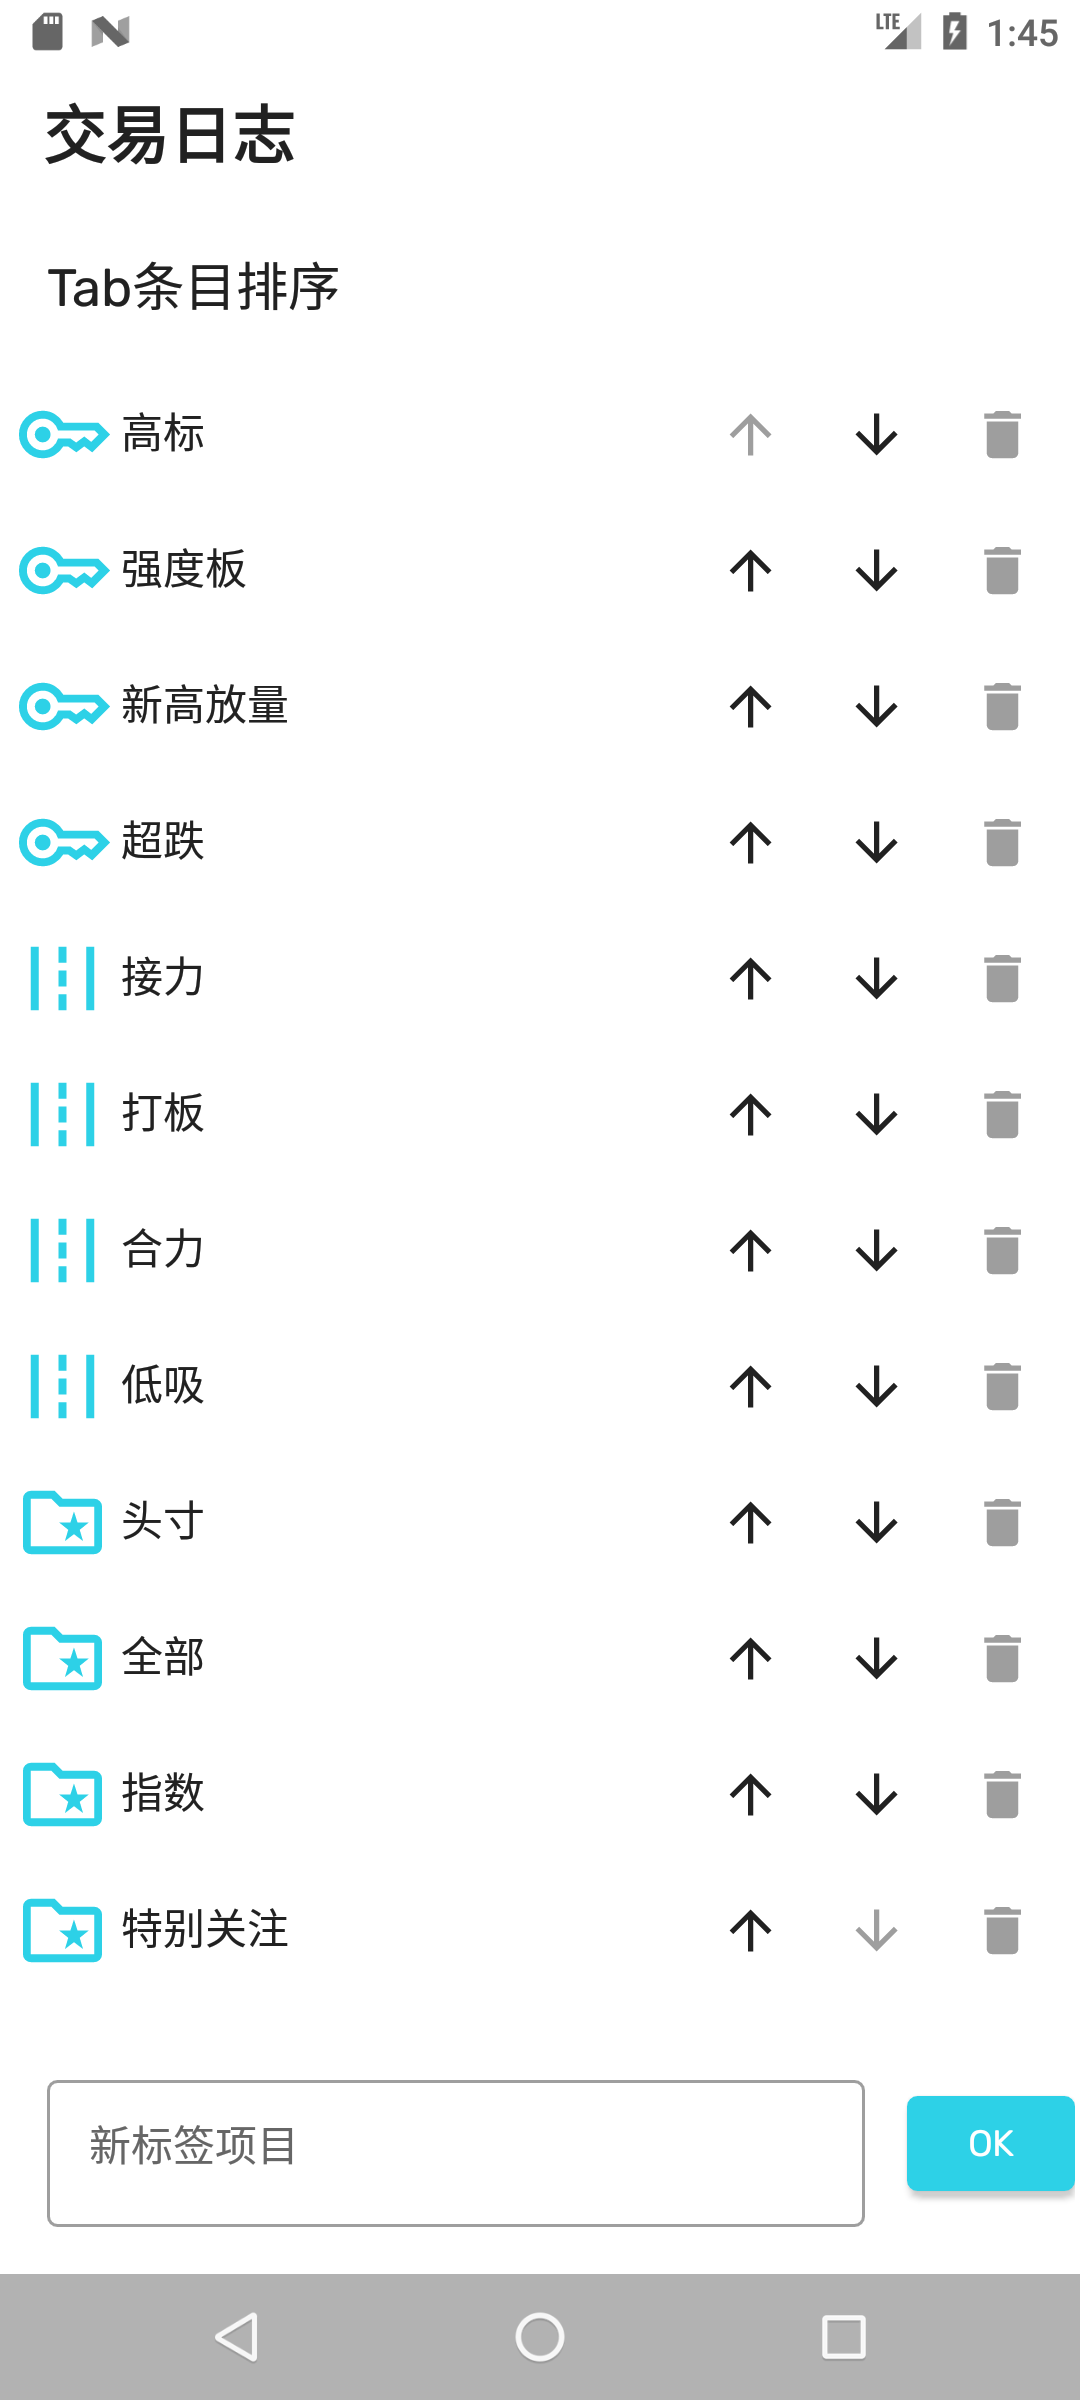 LTE 1:45
交易日志
Tab条目排序
高标
强度板
新高放量
超跌
接力
打板
合力
低吸
头寸
全部
指数
特别关注
新标签项目
OK